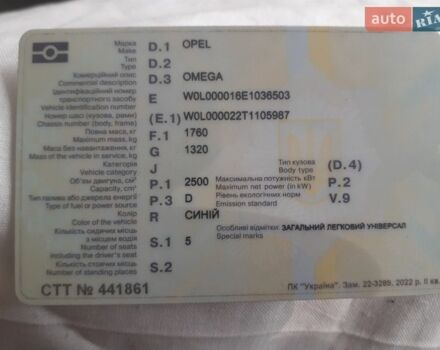 auto RIA
Марка
Make D.1 OPEL
Тип
Type D.2
Комерційний опис
Commercial description D.3 OMEGA
Ідентифікаційний номер
транспортного засобу
Vehicle identification number E W0L000016E1036503
Номер шасі (кузова, рами)
Chassis number (body, frame) (E.1) W0L000022T1105987
Повна маса, кг
Maximum mass, kg F.1 1760
Маса без навантаження, кг
Mass of the vehicle in service, kg G 1320
Категорія
Vehicle category J
Тип кузова
Body type (D.4)
Об'єм двигуна, см³
Capacity, cm³ P.1 2500
Максимальна потужність кВт
Maximum net power (in kW) P.2
Тип палива або джерела енергії
Type of fuel or power source P.3 D
Рівень екологічних норм
Emission standard V.9
Колір
Color of the vehicle R СИНІЙ
Кількість сидячих місць
з місцем водія
Number of seats
including the driver's seat S.1 5
Особливі відмітки: ЗАГАЛЬНИЙ ЛЕГКОВИЙ УНІВЕРСАЛ
Special marks
Кількість стоячих місць
Number of standing places S.2
СТТ № 441861
ПК "Україна". Зам. 22-3289, 2022 р. ІІ кв.